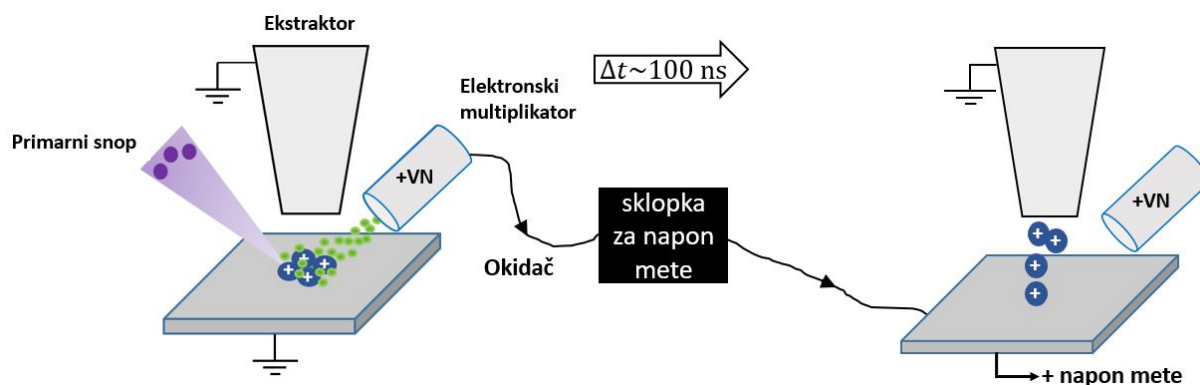 Ekstraktor
Δt~100 ns
Elektronski
multiplikator
Primarni snop
+VN
+VN
sklopka
za napon
mete
Okidač
+ + + +
+
+
+
+
+ napon mete